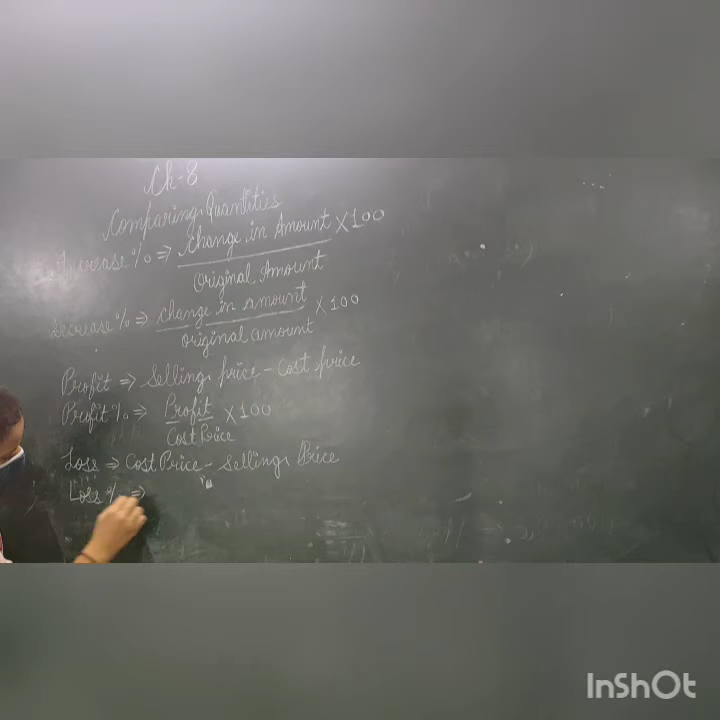 Ch-8
Comparing Quantities
Increase % ⇒ Change in Amount × 100
Original Amount
Decrease % ⇒ change in amount × 100
original amount
Profit ⇒ Selling price - Cost price
Profit % ⇒ Profit × 100
Cost Price
Loss ⇒ Cost Price - Selling Price
Loss % ⇒
InShOt